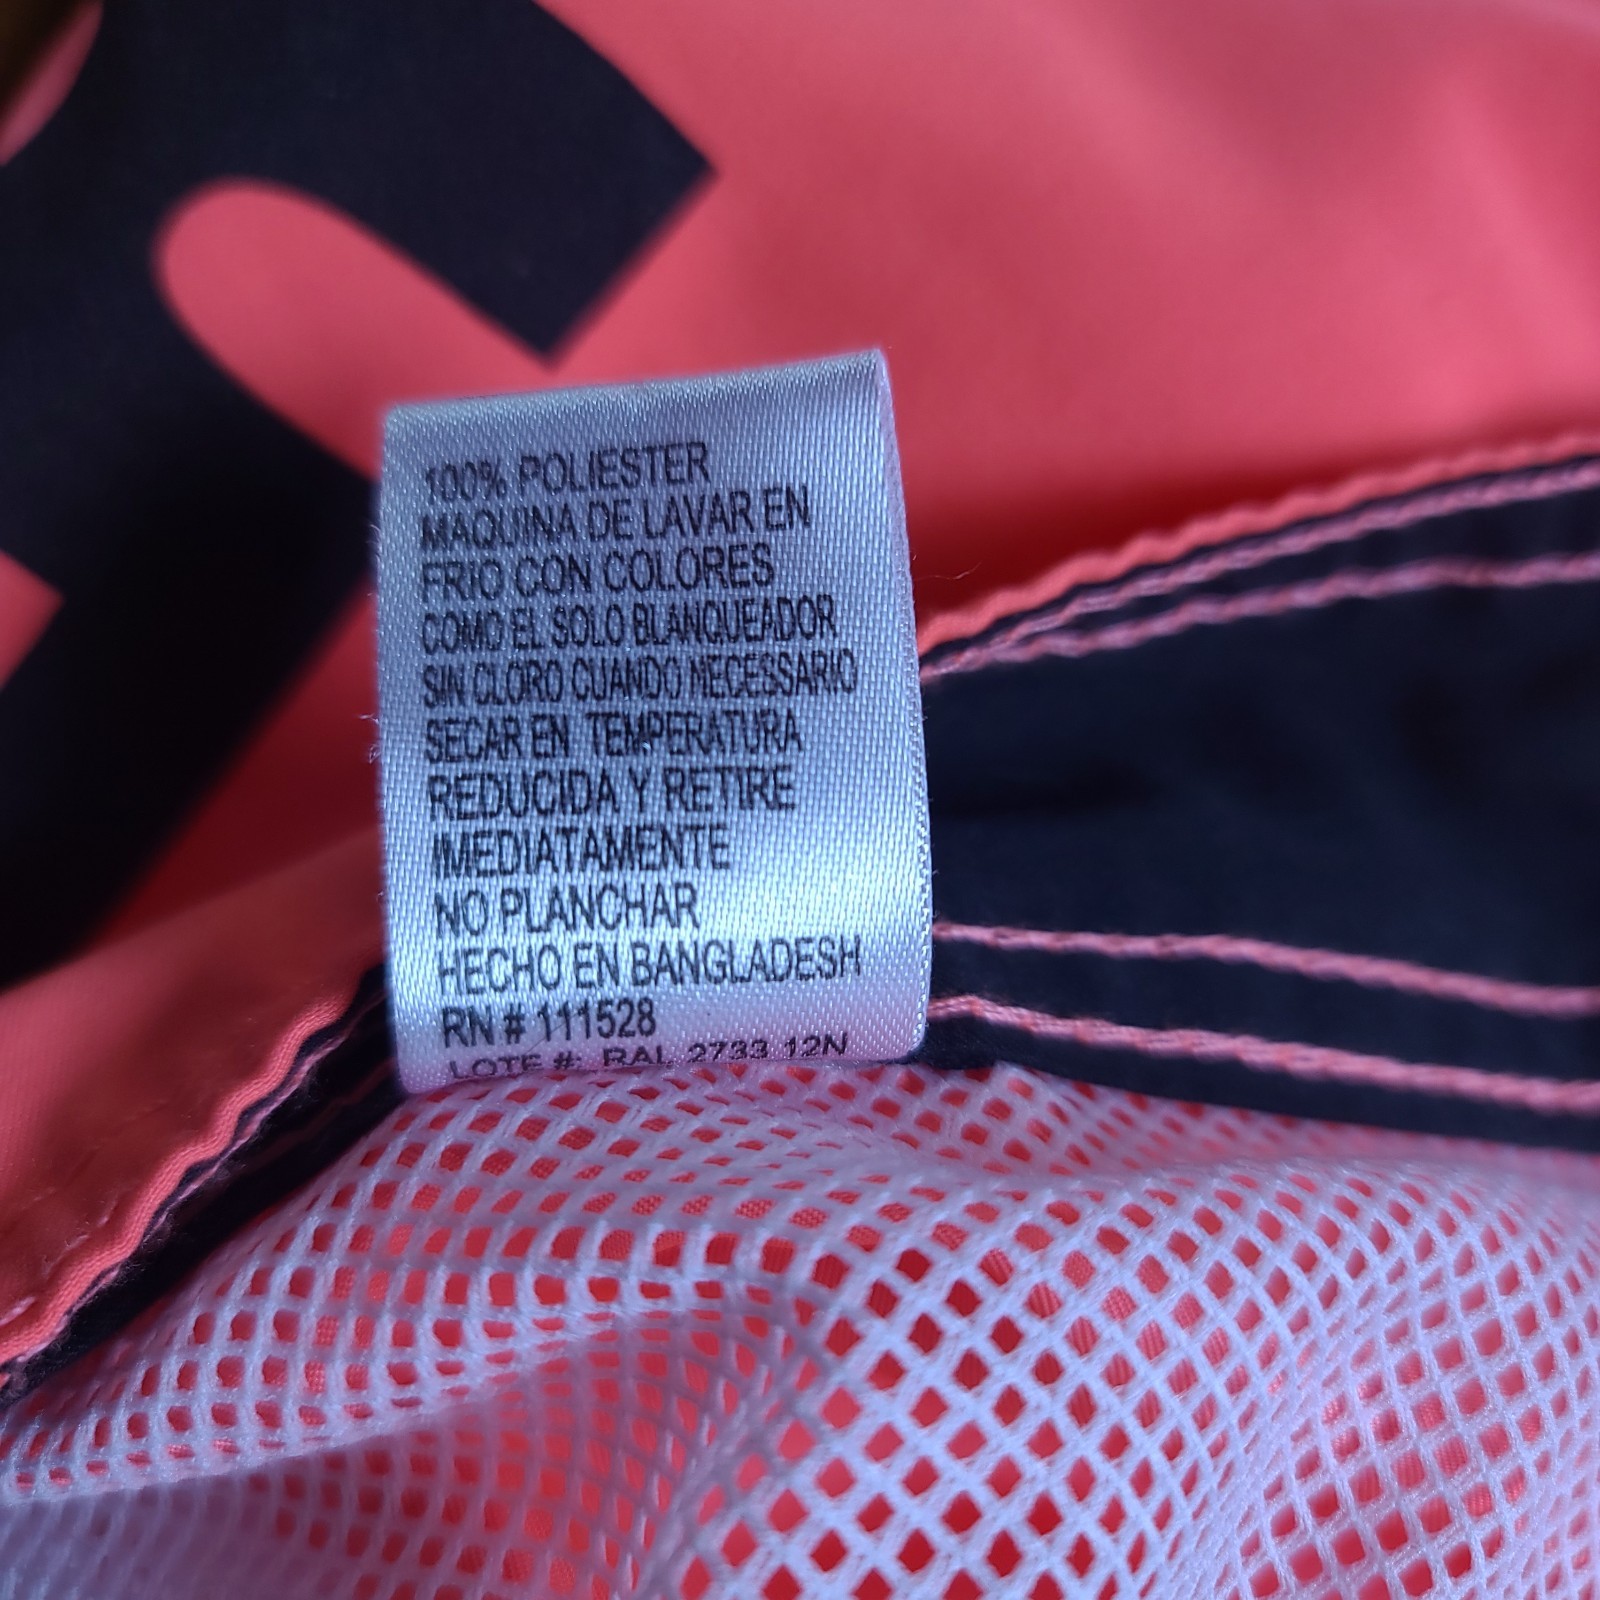 100% POLIESTER
MAQUINA DE LAVAR EN
FRIO CON COLORES
COMO EL SOLO BLANQUEADOR
SIN CLORO CUANDO NECESSARIO
SECAR EN TEMPERATURA
REDUCIDA Y RETIRE
IMEDIATAMENTE
NO PLANCHAR
HECHO EN BANGLADESH
RN # 111528
LOTE #: RAL 2733 12N